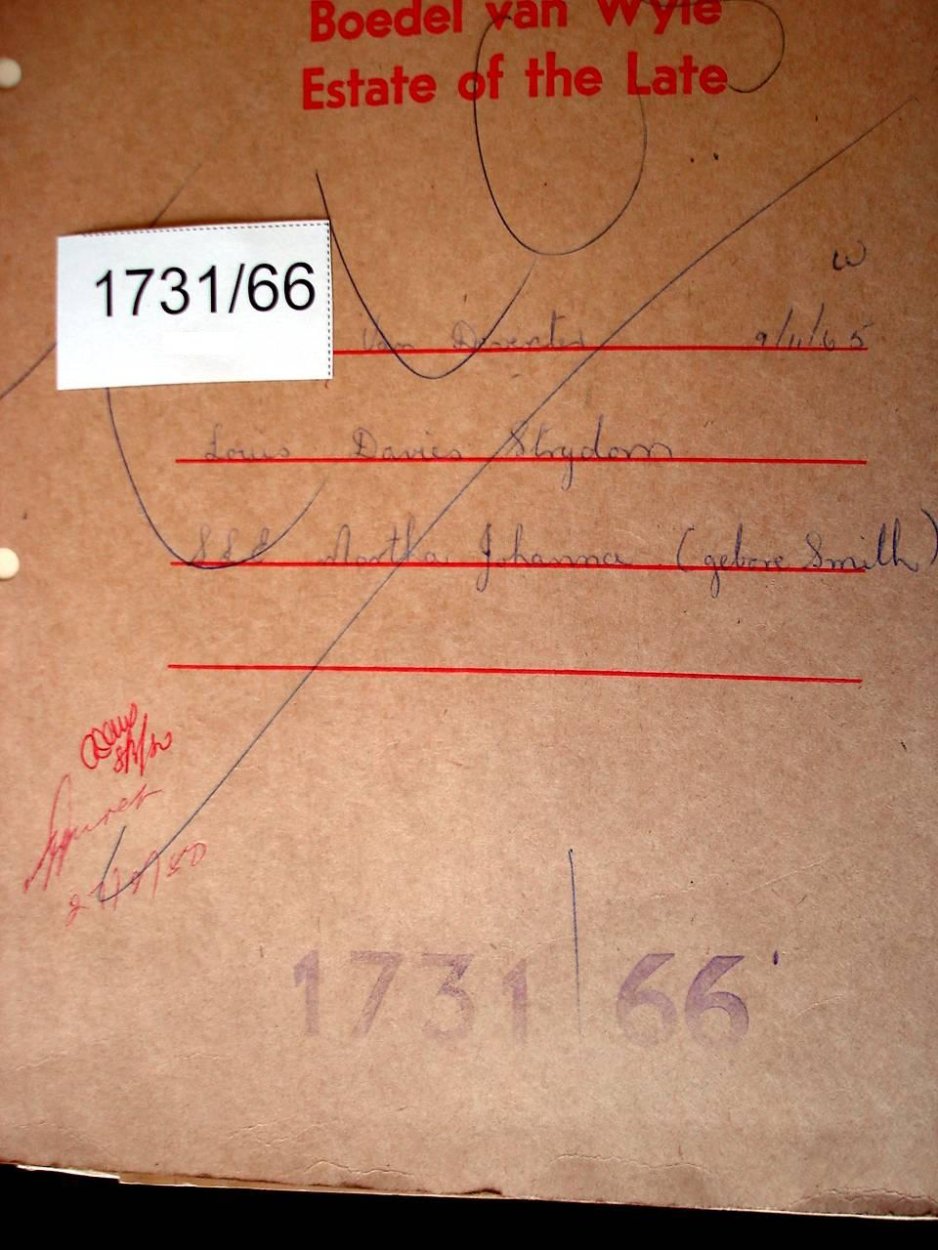 Boedel van Wyle
Estate of the Late
W
1731/66
Van Deventer 9/11/65
Louis Davies Strydom
Martha Johanna (gebore Smith)
1731/66